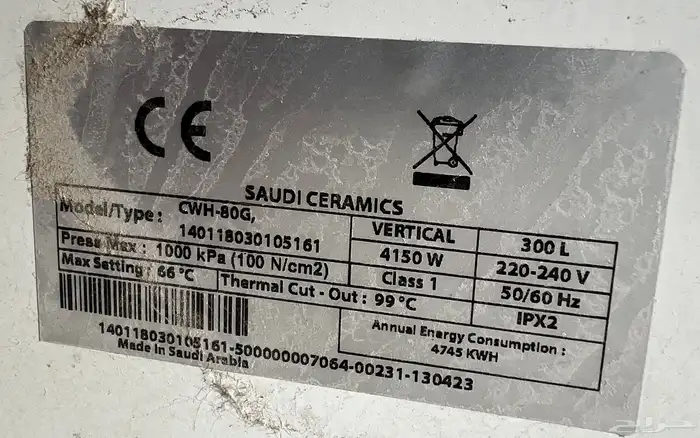 CE
SAUDI CERAMICS
Model/Type : CWH-80G,
140118030105161
VERTICAL
300 L
4150 W
220-240 V
Press Max : 1000 kPa (100 N/cm2)
Class 1
50/60 Hz
Max Setting : 66 °C
Thermal Cut - Out : 99 °C
IPX2
Annual Energy Consumption :
4745 KWH
140118030105161-500000007064-00231-130423
Made in Saudi Arabia
حراج